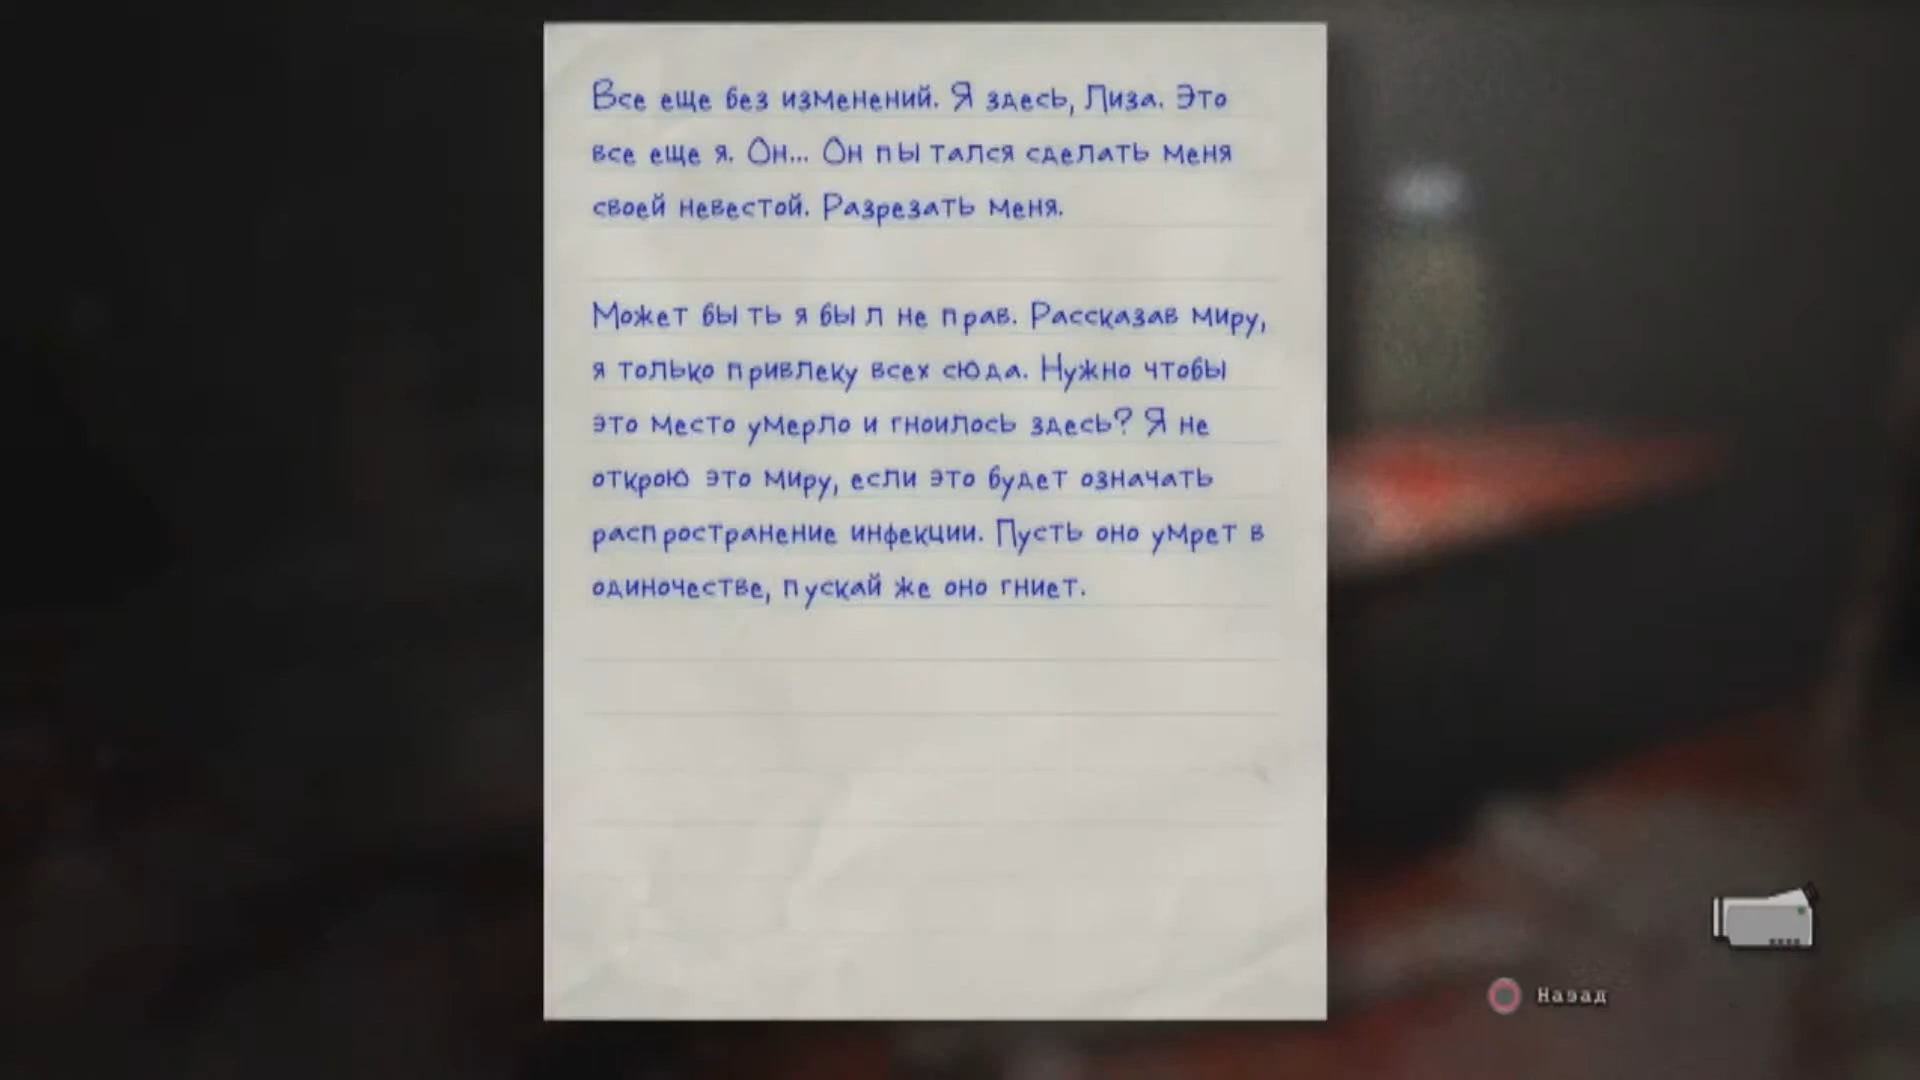 Все еще без изменений. Я здесь, Лиза. Это
все еще я. Он... Он пытался сделать меня
своей невестой. Разрезать меня.
Может быть я был не прав. Рассказав миру,
я только привлеку всех сюда. Нужно чтобы
это место умерло и гноилось здесь? Я не
открою это миру, если это будет означать
распространение инфекции. Пусть оно умрет в
одиночестве, пускай же оно гниет.
Назад